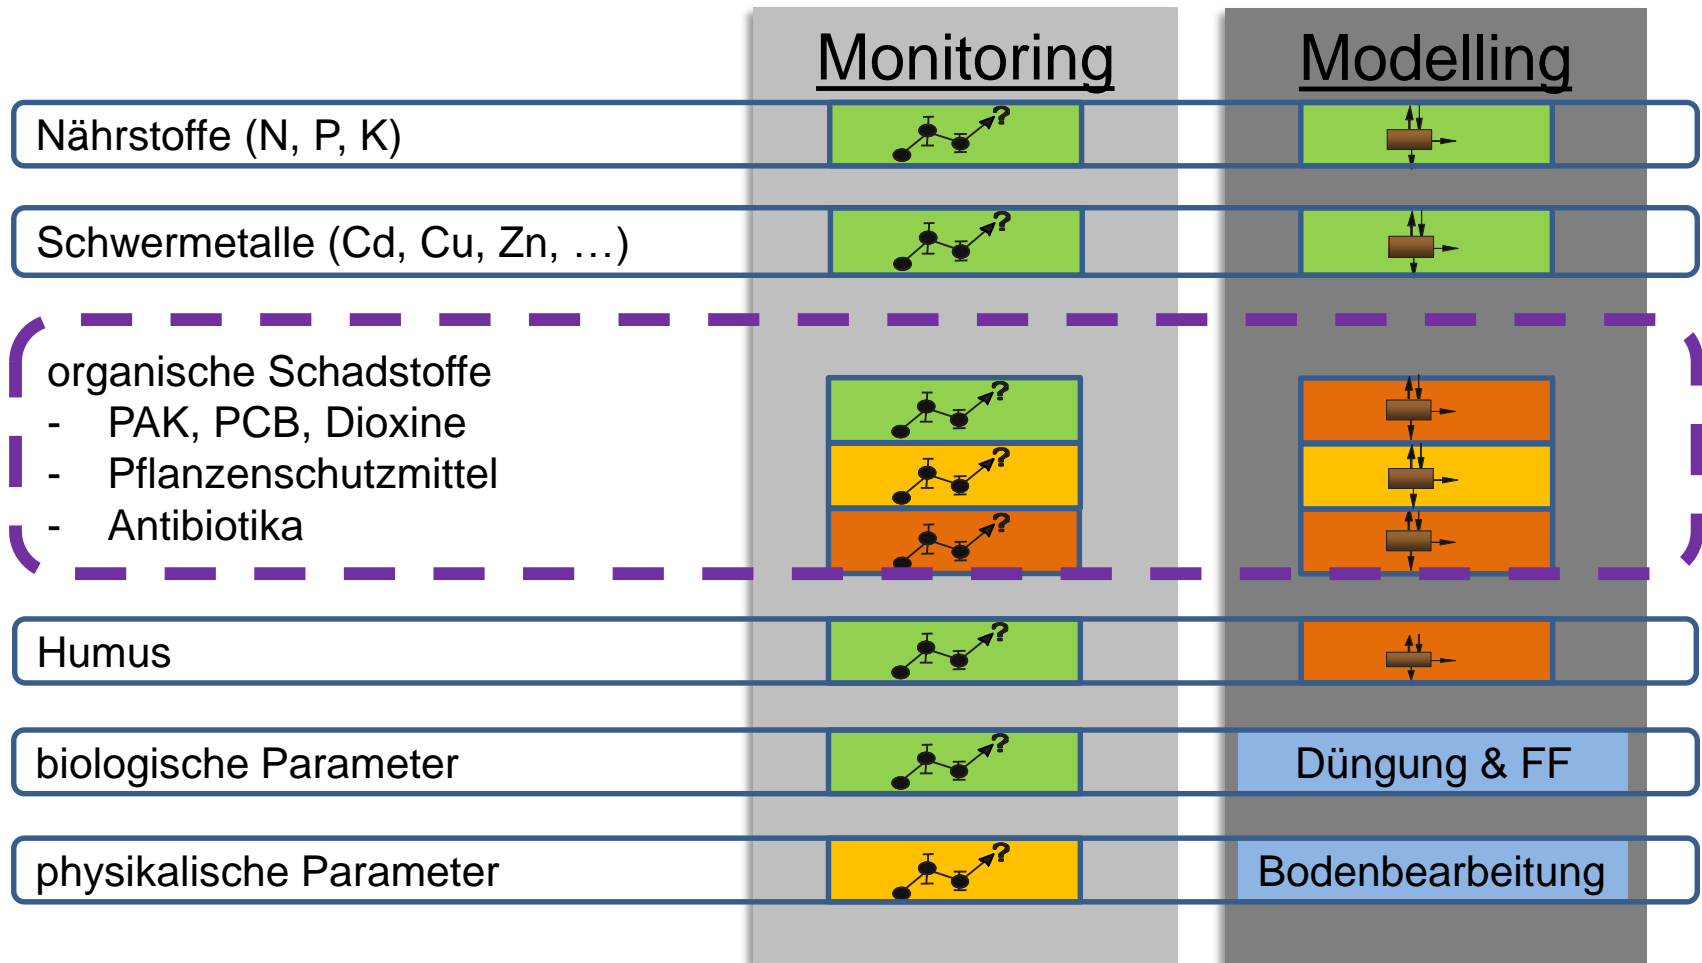 Monitoring Modelling
Nährstoffe (N, P, K)
?
Schwermetalle (Cd, Cu, Zn, …)
?
organische Schadstoffe
- PAK, PCB, Dioxine
?
- Pflanzenschutzmittel
?
- Antibiotika
?
Humus
?
biologische Parameter
?
Düngung & FF
physikalische Parameter
?
Bodenbearbeitung